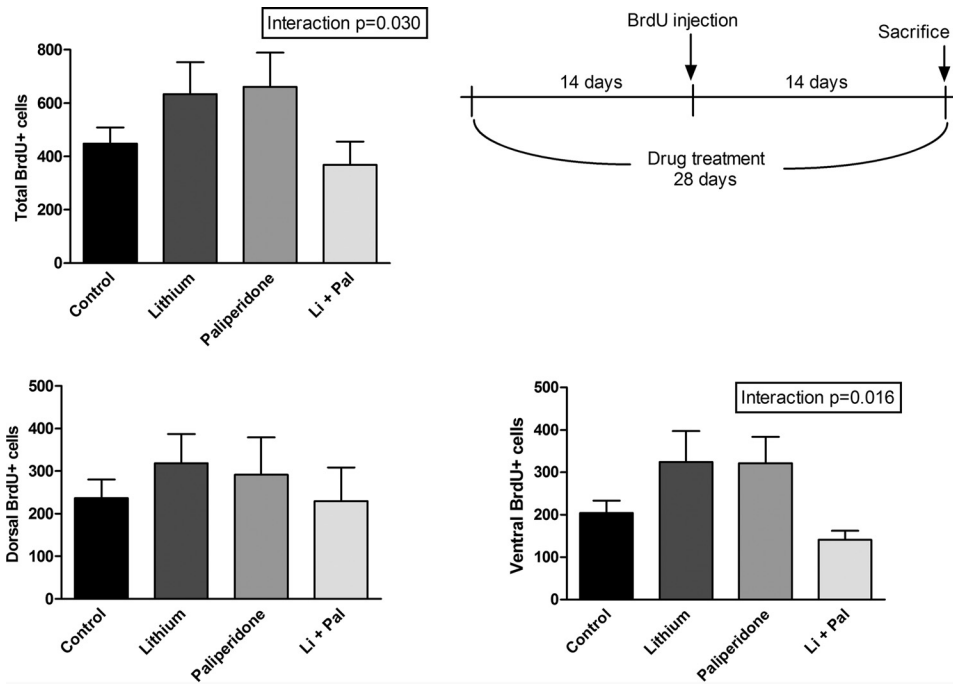 Interaction p=0.030
Total BrdU+ cells
800
600
400
200
0
Control
Lithium
Paliperidone
Li + Pal
BrdU injection
Sacrifice
14 days
14 days
Drug treatment
28 days
Dorsal BrdU+ cells
500
400
300
200
100
0
Control
Lithium
Paliperidone
Li + Pal
Interaction p=0.016
Ventral BrdU+ cells
500
400
300
200
100
0
Control
Lithium
Paliperidone
Li + Pal